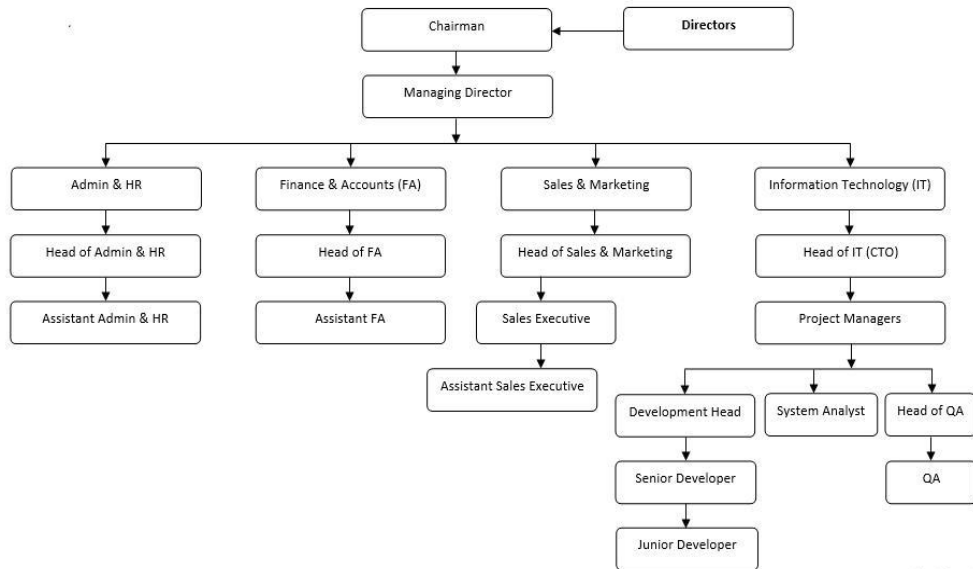 Chairman
Directors
Managing Director
Admin & HR
Finance & Accounts (FA)
Sales & Marketing
Information Technology (IT)
Head of Admin & HR
Head of FA
Head of Sales & Marketing
Head of IT (CTO)
Assistant Admin & HR
Assistant FA
Sales Executive
Project Managers
Assistant Sales Executive
Development Head
System Analyst
Head of QA
Senior Developer
QA
Junior Developer